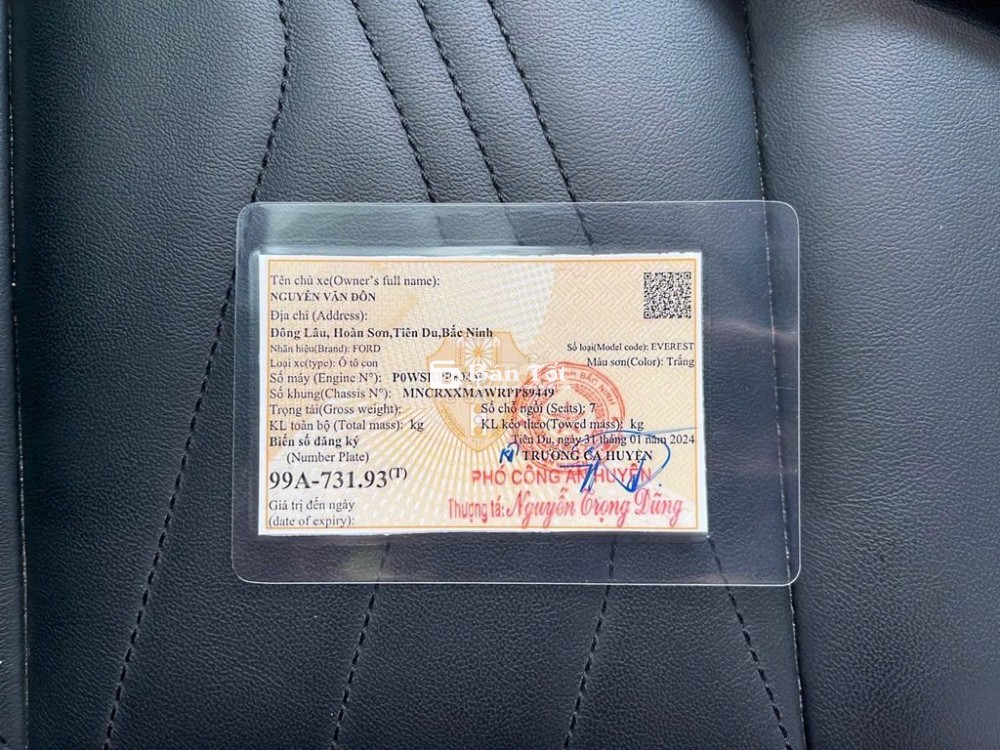 Tên chủ xe(Owner's full name):
NGUYỄN VĂN ĐÔN
Địa chỉ (Address):
Đông Lâu, Hoàn Sơn,Tiên Du,Bắc Ninh
Nhãn hiệu(Brand): FORD
Số loại(Model code): EVEREST
Loại xe(type): Ô tô con
Màu sơn(Color): Trắng
Số máy (Engine N°):
Bán Tốt
Số khung(Chassis N°): MNCRXXMAWRPP89449
Trọng tải(Gross weight):
Số chỗ ngồi (Seats): 7
KL toàn bộ (Total mass): kg
KL kéo theo(Towed mass): kg
Biển số đăng ký
Tiên Du, ngày 31 tháng 01 năm 2024
(Number Plate)
TRƯỞNG CA HUYỆN
99A-731.93(T)
PHÓ CÔNG AN HUYỆN
Giá trị đến ngày
Thượng tá: Nguyễn Trọng Dũng
(date of expiry):